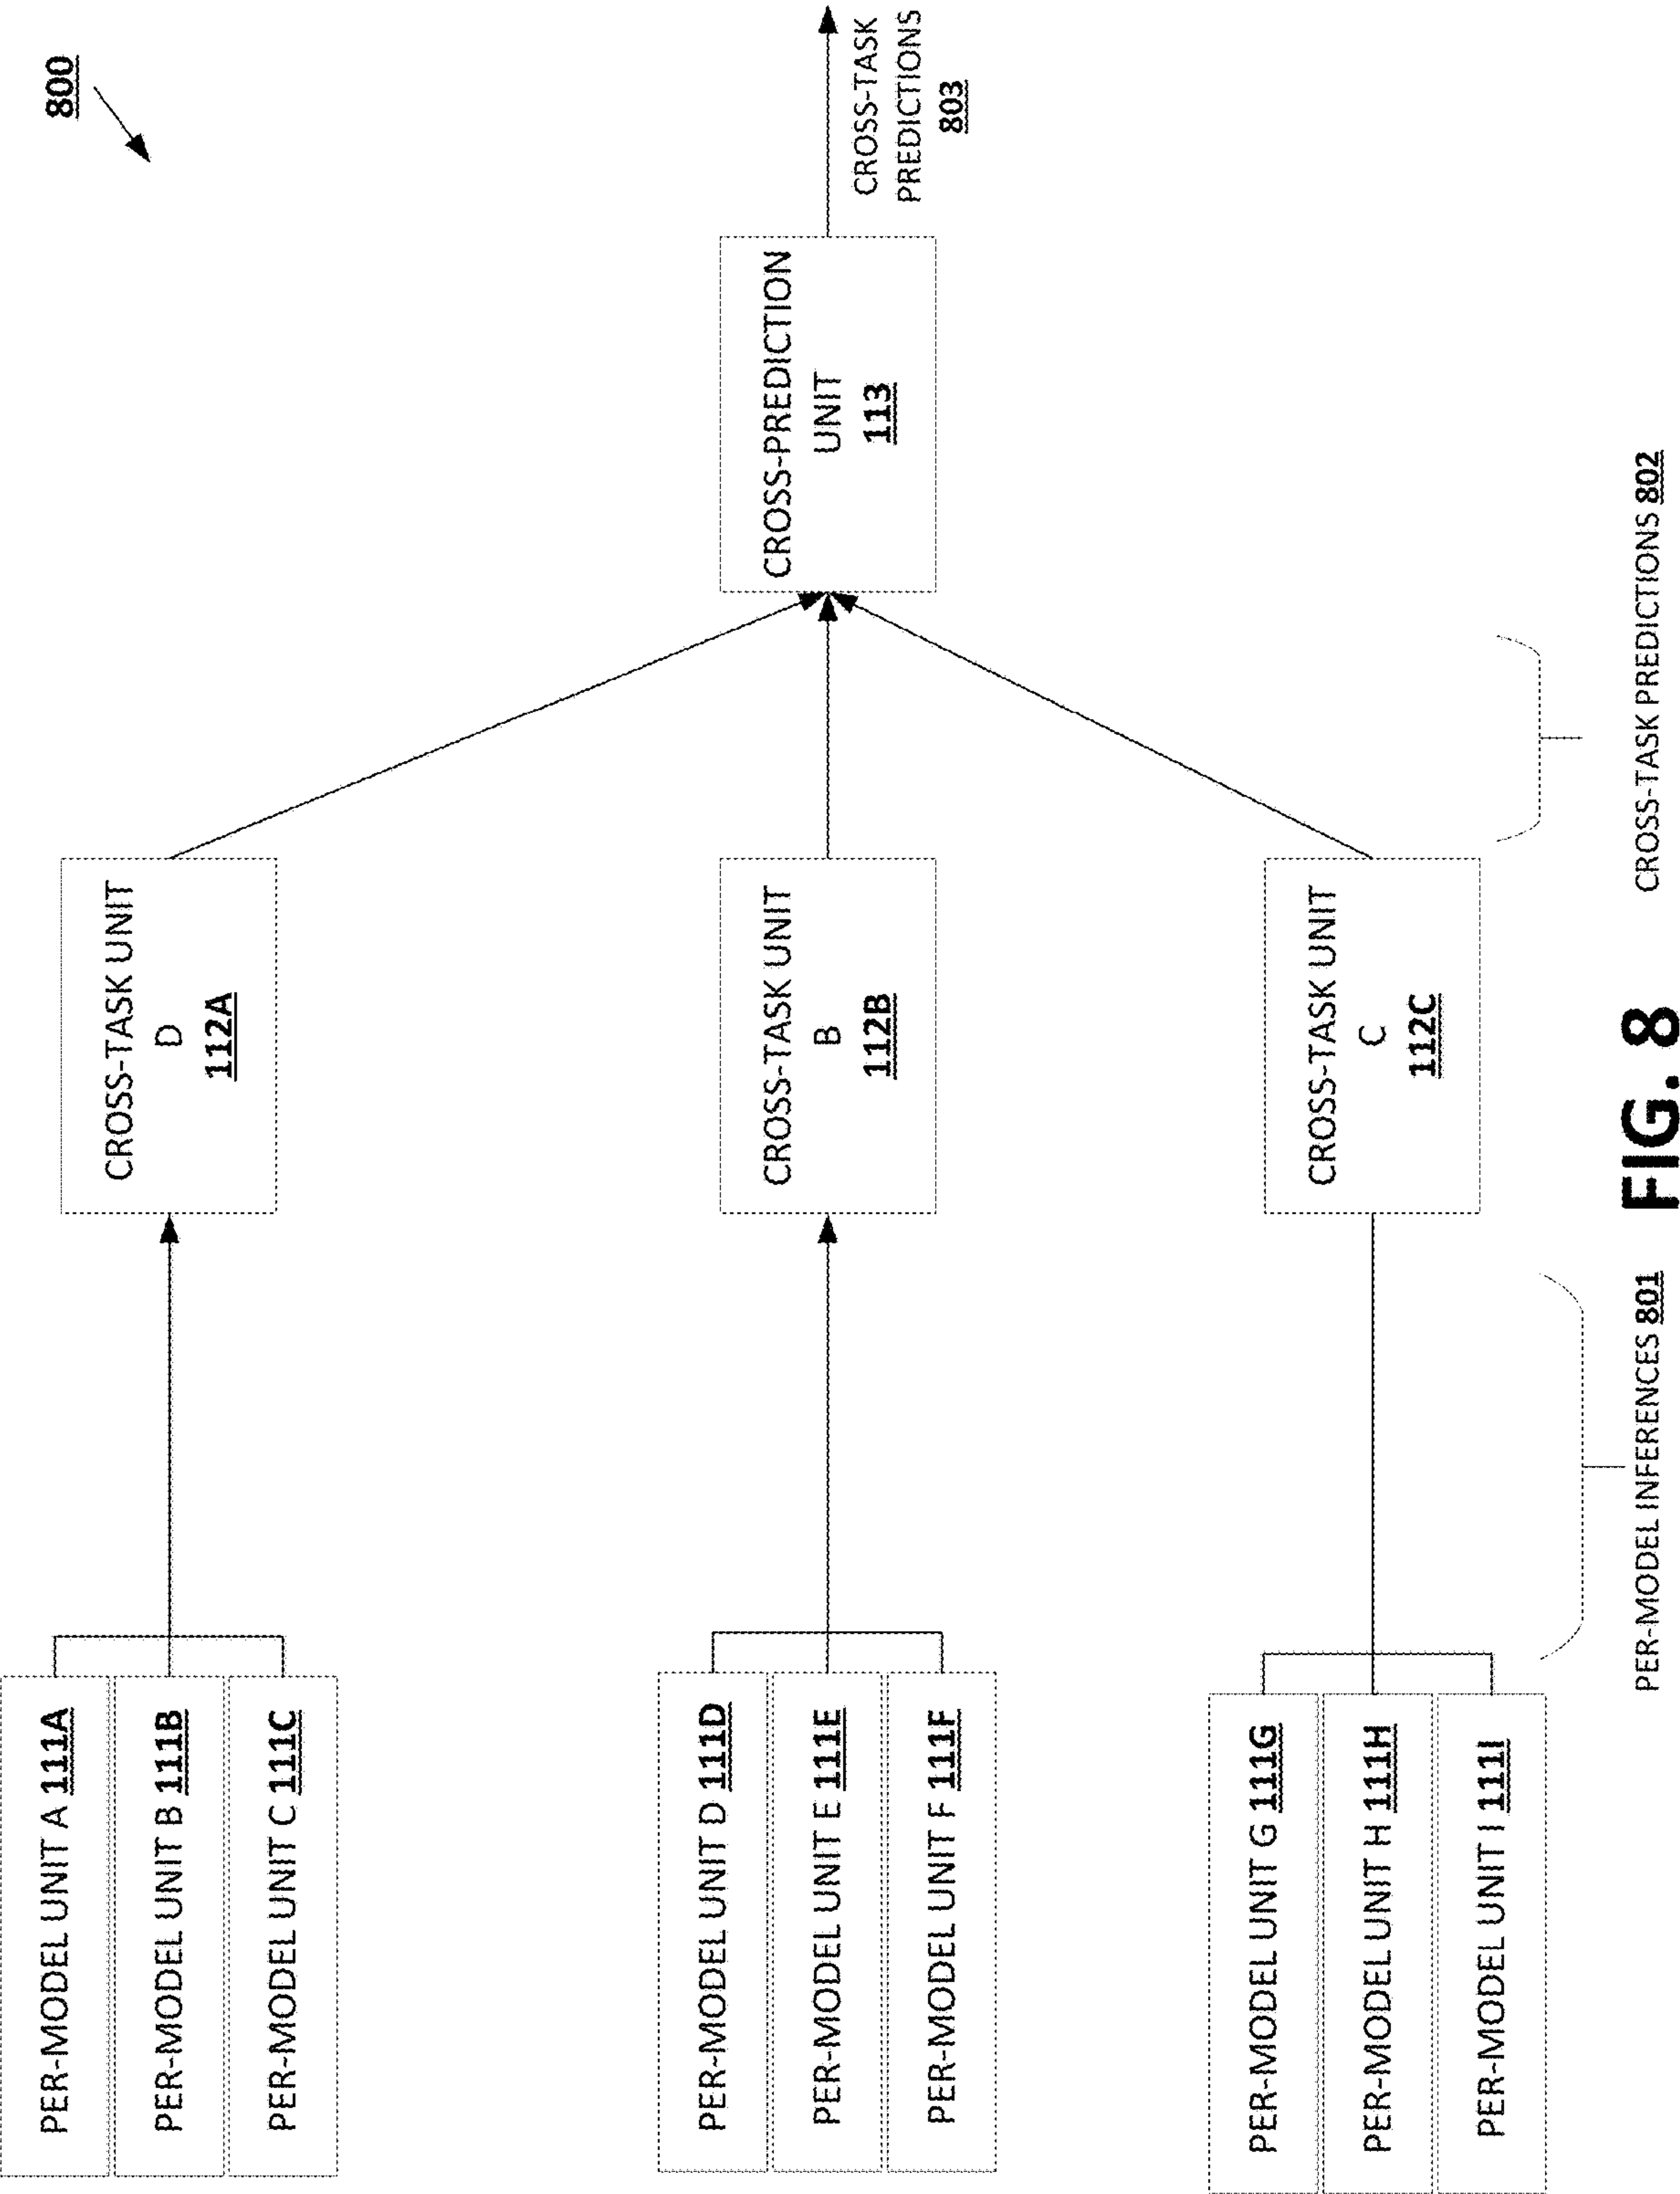 800
PER-MODEL UNIT A 111A
PER-MODEL UNIT B 111B
PER-MODEL UNIT C 111C
CROSS-TASK UNIT
D
112A
PER-MODEL UNIT D 111D
PER-MODEL UNIT E 111E
PER-MODEL UNIT F 111F
CROSS-TASK UNIT
B
112B
CROSS-PREDICTION
UNIT
113
CROSS-TASK
PREDICTIONS
803
PER-MODEL UNIT G 111G
PER-MODEL UNIT H 111H
PER-MODEL UNIT I 111I
CROSS-TASK UNIT
C
112C
PER-MODEL INFERENCES 801
CROSS-TASK PREDICTIONS 802
FIG. 8